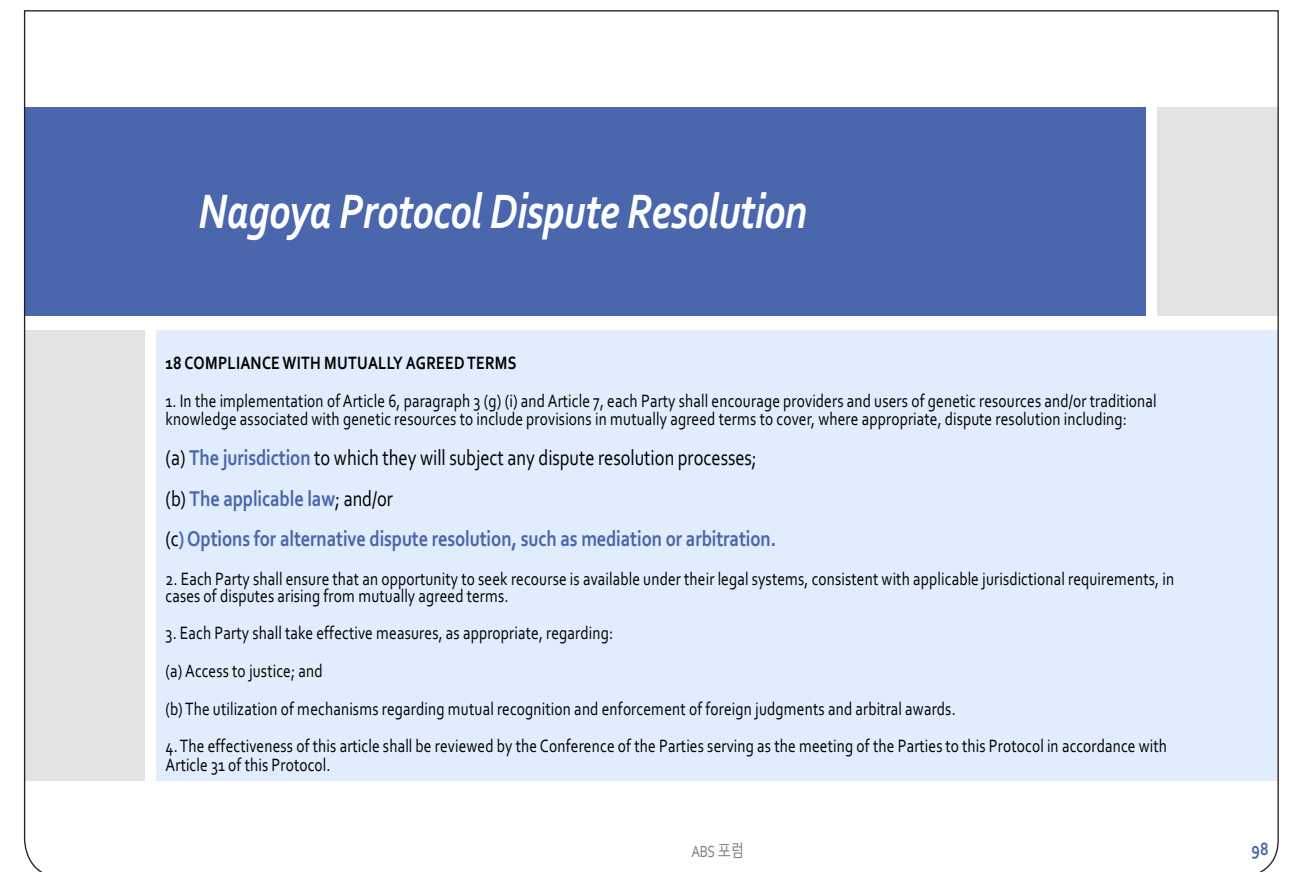 Nagoya Protocol Dispute Resolution
18 COMPLIANCE WITH MUTUALLY AGREED TERMS
1. In the implementation of Article 6, paragraph 3 (g) (i) and Article 7, each Party shall encourage providers and users of genetic resources and/or traditional
knowledge associated with genetic resources to include provisions in mutually agreed terms to cover, where appropriate, dispute resolution including:
(a) The jurisdiction to which they will subject any dispute resolution processes;
(b) The applicable law; and/or
(c) Options for alternative dispute resolution, such as mediation or arbitration.
2. Each Party shall ensure that an opportunity to seek recourse is available under their legal systems, consistent with applicable jurisdictional requirements, in
cases of disputes arising from mutually agreed terms.
3. Each Party shall take effective measures, as appropriate, regarding:
(a) Access to justice; and
(b) The utilization of mechanisms regarding mutual recognition and enforcement of foreign judgments and arbitral awards.
4. The effectiveness of this article shall be reviewed by the Conference of the Parties serving as the meeting of the Parties to this Protocol in accordance with
Article 31 of this Protocol.
ABS 포럼
98